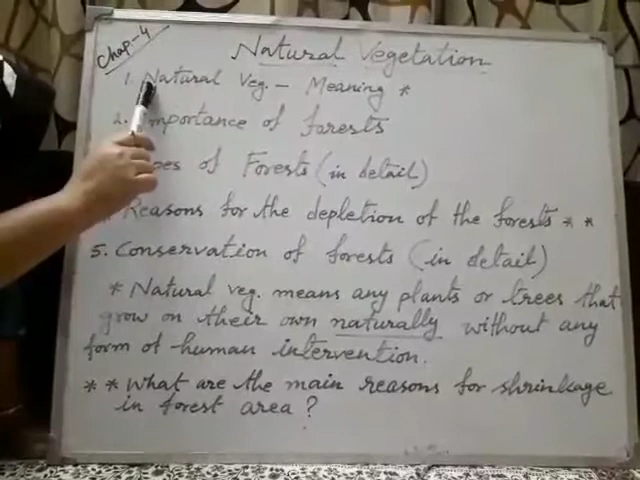 Chap-4
Natural Vegetation
1. Natural Veg. - Meaning *
2. Importance of forests
of Forests (in detail)
Reasons for the depletion of the forests * *
5. Conservation of forests (in detail)
* Natural veg. means any plants or trees that
grow on their own naturally without any
form of human intervention.
* * What are the main reasons for shrinkage
in forest area ?